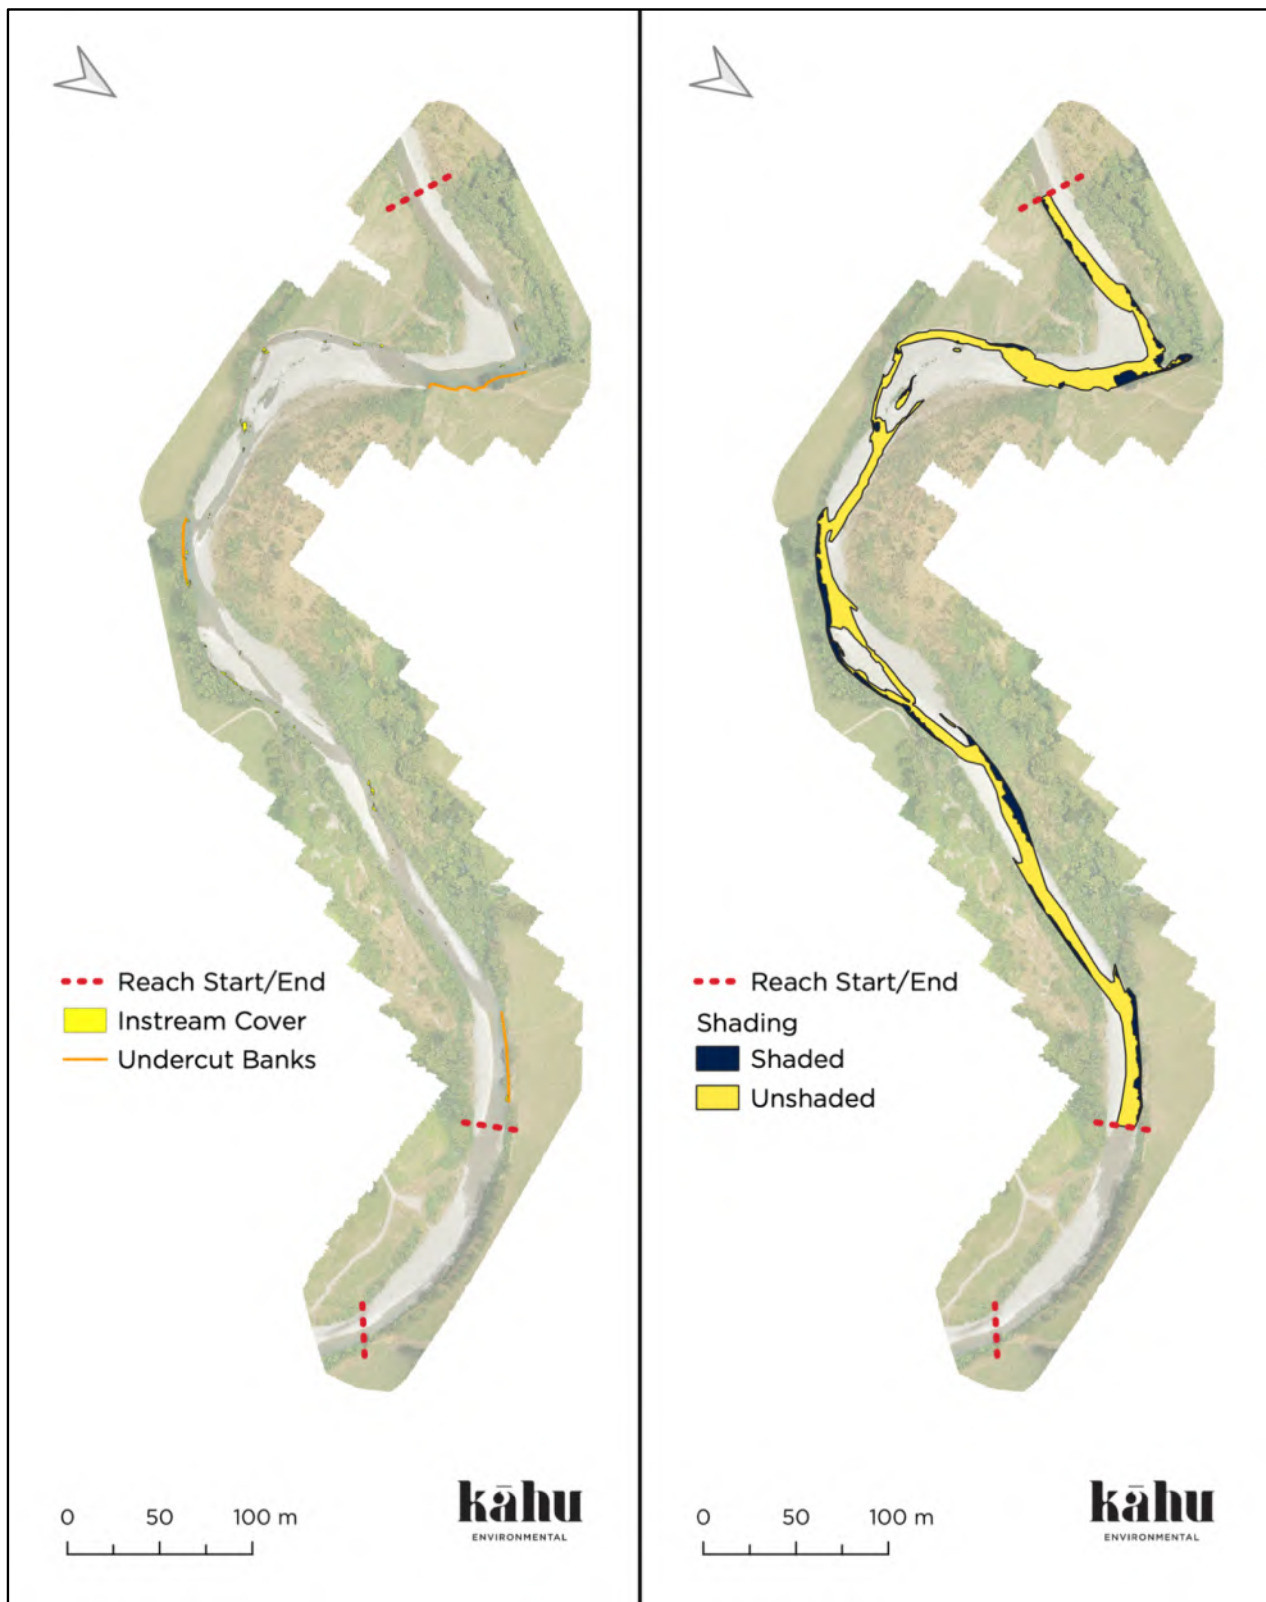 Reach Start/End
Instream Cover
Undercut Banks
0 50 100 m
kāhu
ENVIRONMENTAL
Reach Start/End
Shading
Shaded
Unshaded
0 50 100 m
kāhu
ENVIRONMENTAL